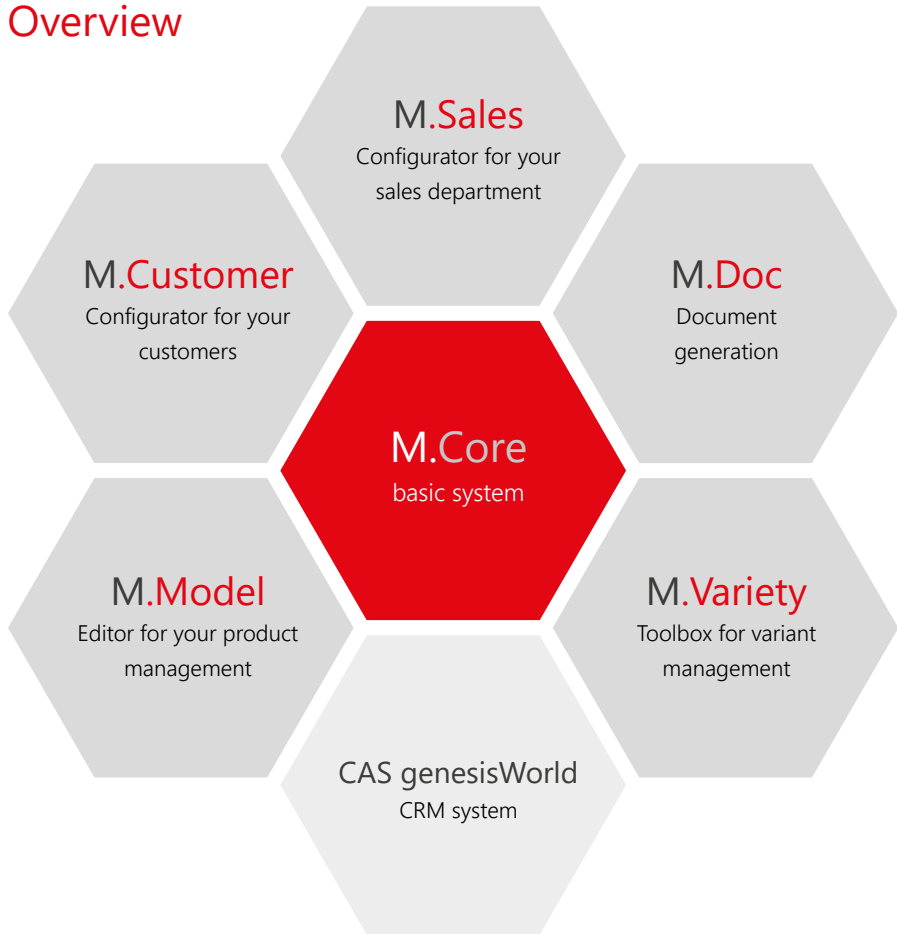 Overview
M.Sales
Configurator for your
sales department
M.Customer
Configurator for your
customers
M.Doc
Document
generation
M.Core
basic system
M.Model
Editor for your product
management
M.Variety
Toolbox for variant
management
CAS genesisWorld
CRM system